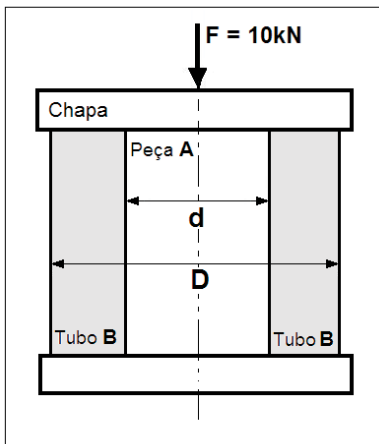 F = 10kN
Chapa
Peça A
d
D
Tubo B
Tubo B